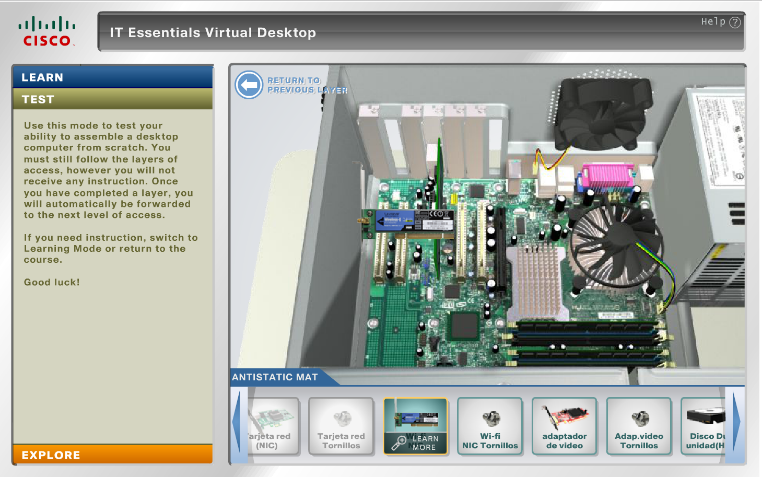 CISCO
IT Essentials Virtual Desktop
Help ?
LEARN
TEST
Use this mode to test your
ability to assemble a desktop
computer from scratch. You
must still follow the layers of
access, however you will not
receive any instruction. Once
you have completed a layer, you
will automatically be forwarded
to the next level of access.
If you need instruction, switch to
Learning Mode or return to the
course.
Good luck!
EXPLORE
RETURN TO
PREVIOUS LAYER
ANTISTATIC MAT
arjeta red
(NIC)
Tarjeta red
Tornillos
LEARN
MORE
Wi-fi
NIC Tornillos
adaptador
de video
Adap.video
Tornillos
Disco Du
unidad(H